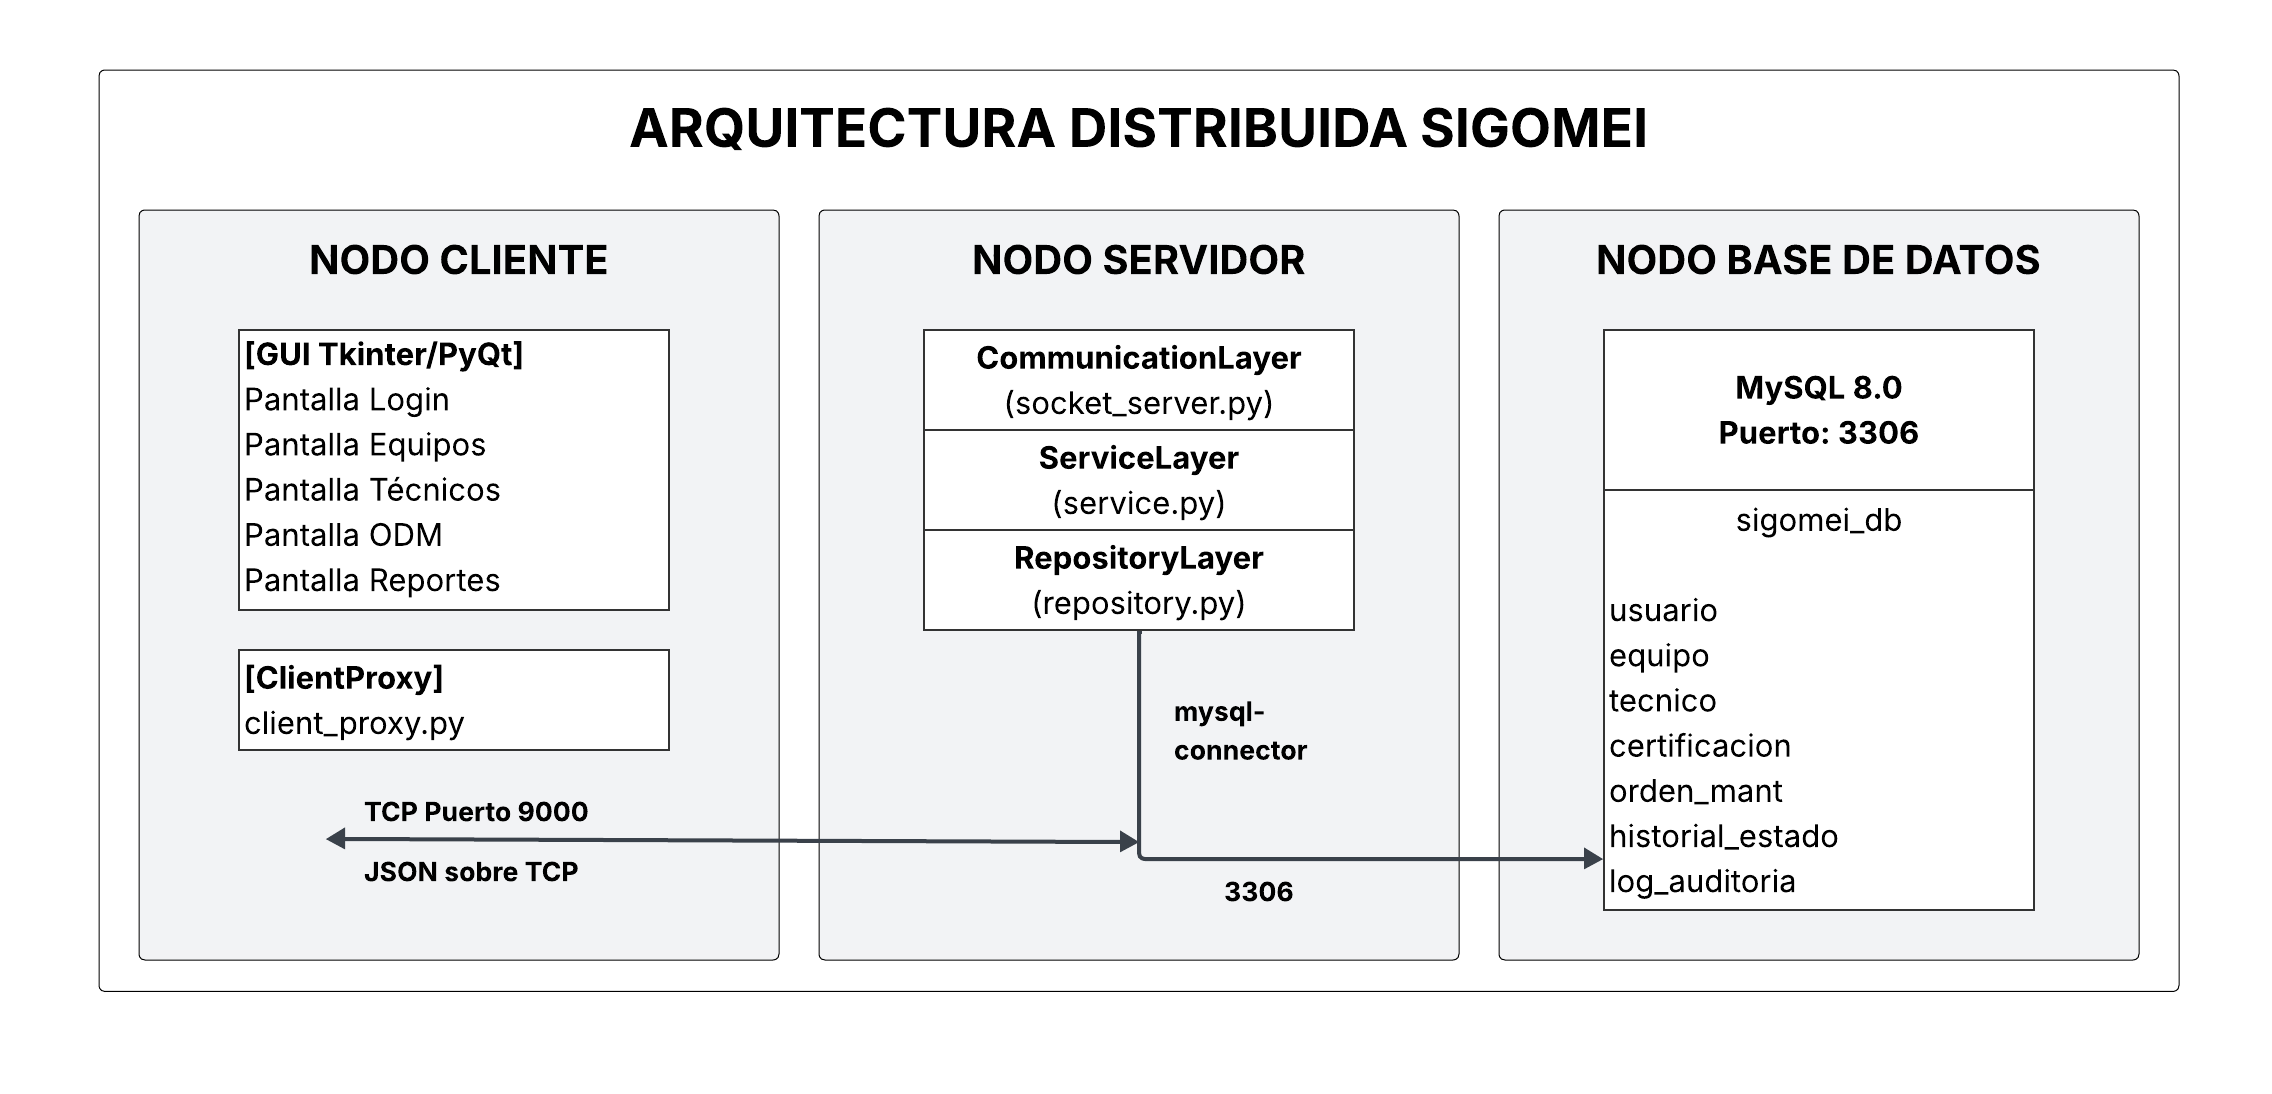 ARQUITECTURA DISTRIBUIDA SIGOMEI
NODO CLIENTE
[GUI Tkinter/PyQt]
Pantalla Login
Pantalla Equipos
Pantalla Técnicos
Pantalla ODM
Pantalla Reportes
[ClientProxy]
client_proxy.py
TCP Puerto 9000
JSON sobre TCP
NODO SERVIDOR
CommunicationLayer
(socket_server.py)
ServiceLayer
(service.py)
RepositoryLayer
(repository.py)
mysql-
connector
3306
NODO BASE DE DATOS
MySQL 8.0
Puerto: 3306
sigomei_db
usuario
equipo
tecnico
certificacion
orden_mant
historial_estado
log_auditoria